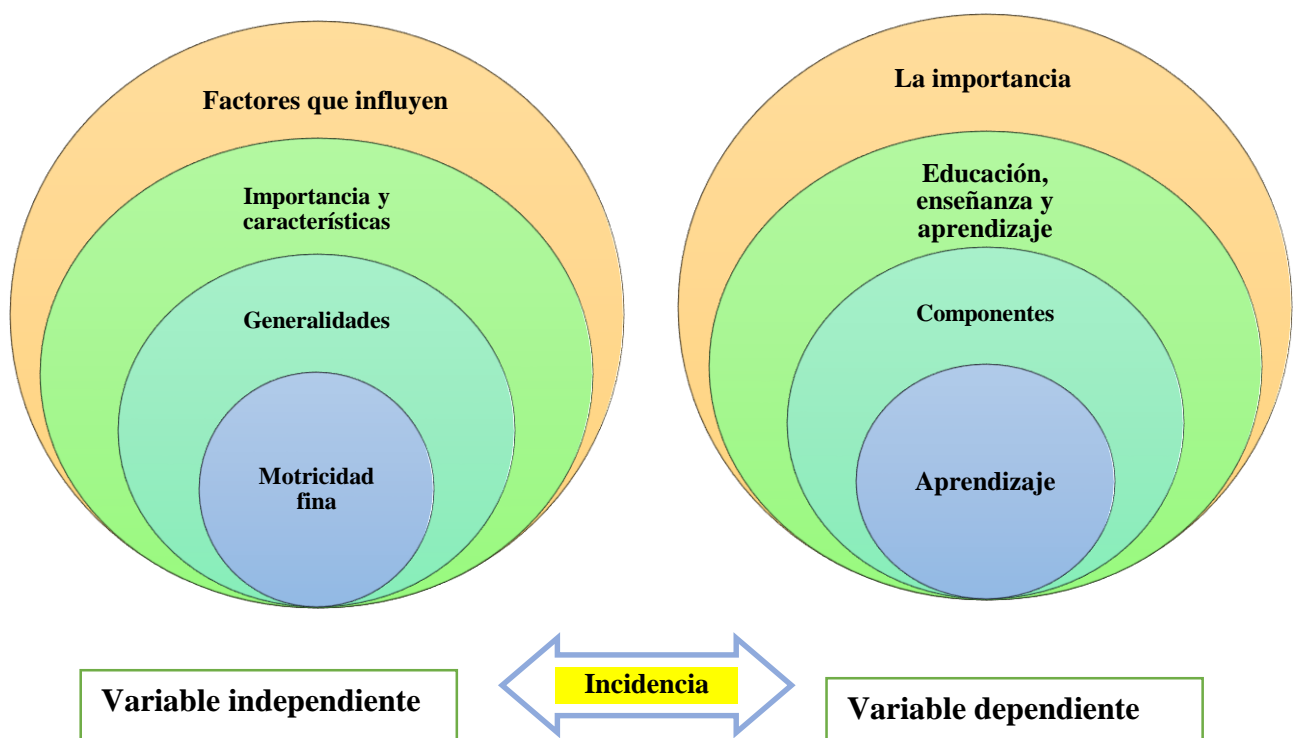 Factores que influyen
Importancia y
características
Generalidades
Motricidad
fina
La importancia
Educación,
enseñanza y
aprendizaje
Componentes
Aprendizaje
Variable independiente
Incidencia
Variable dependiente